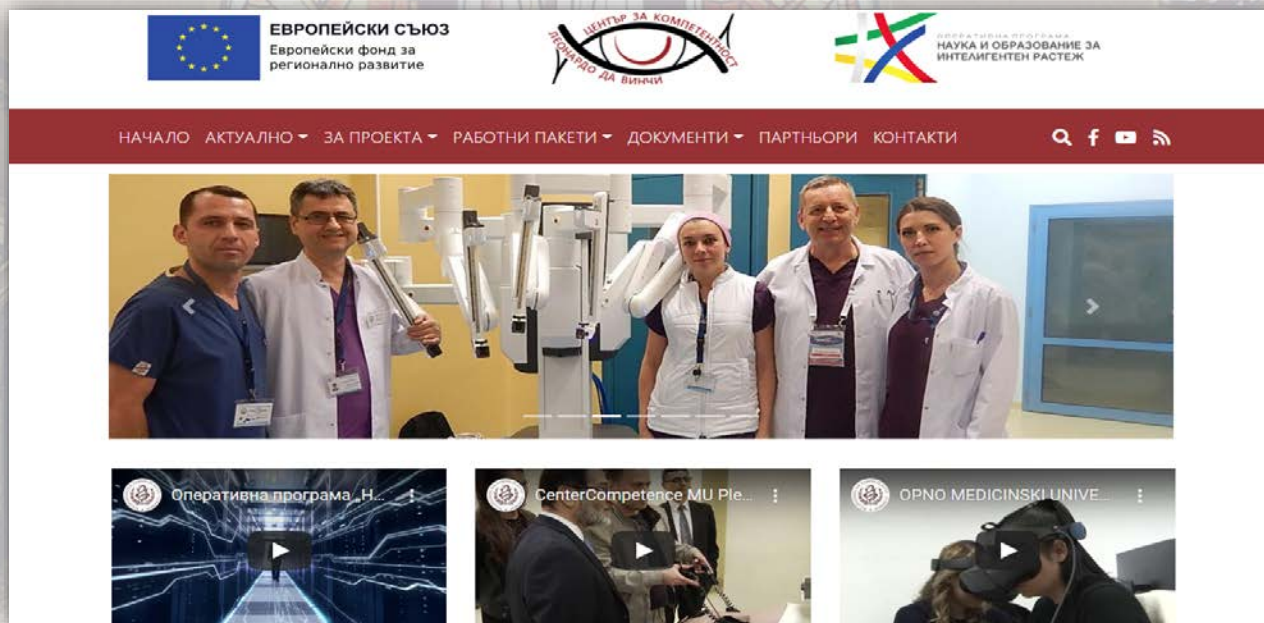 ЕВРОПЕЙСКИ СЪЮЗ
Европейски фонд за
регионално развитие
ЦЕНТЪР ЗА КОМПЕТЕНТНОСТ
ЛЕОНАРДО ДА ВИНЧИ
ОПЕРАТИВНА ПРОГРАМА
НАУКА И ОБРАЗОВАНИЕ ЗА
ИНТЕЛИГЕНТЕН РАСТЕЖ
НАЧАЛО АКТУАЛНО ЗА ПРОЕКТА РАБОТНИ ПАКЕТИ ДОКУМЕНТИ ПАРТНЬОРИ КОНТАКТИ
Оперативна програма „Н...
CenterCompetence MU Ple...
OPNO MEDICINSKI UNIVE...